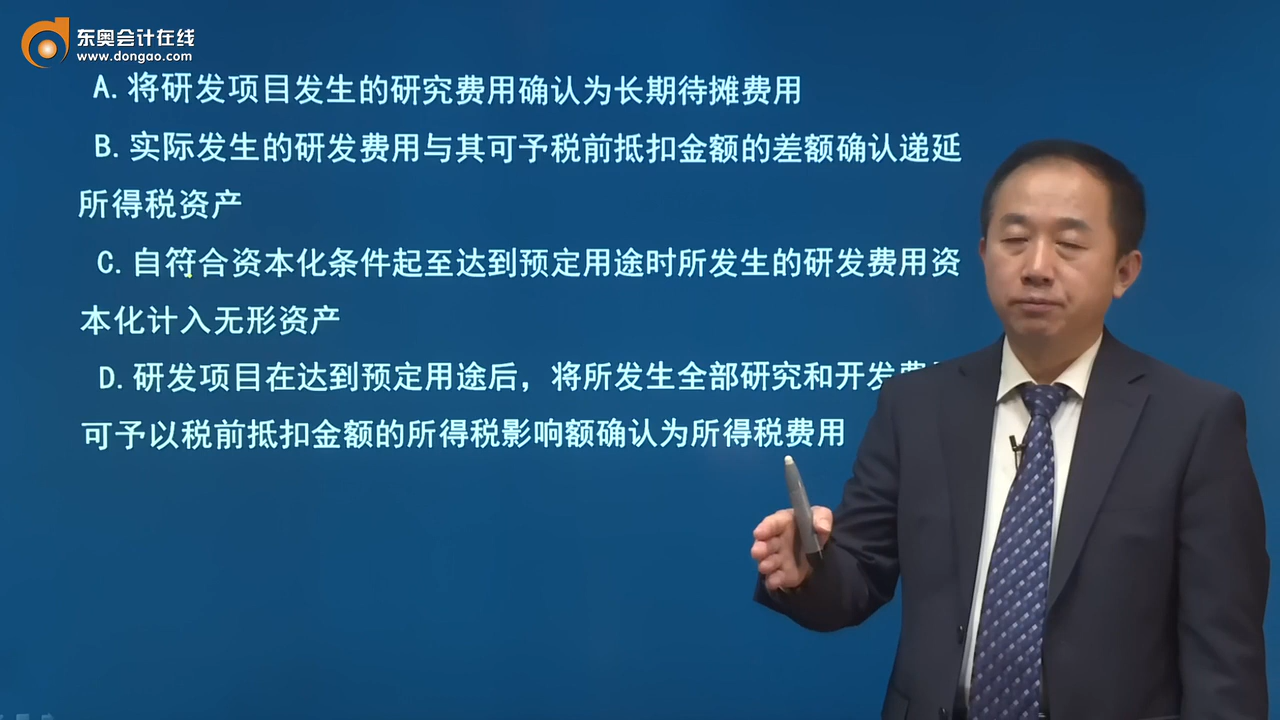 东奥会计在线
www.dongao.com
A.将研发项目发生的研究费用确认为长期待摊费用
B.实际发生的研发费用与其可予税前抵扣金额的差额确认递延
所得税资产
C.自符合资本化条件起至达到预定用途时所发生的研发费用资
本化计入无形资产
D.研发项目在达到预定用途后，将所发生全部研究和开发费
可予以税前抵扣金额的所得税影响额确认为所得税费用